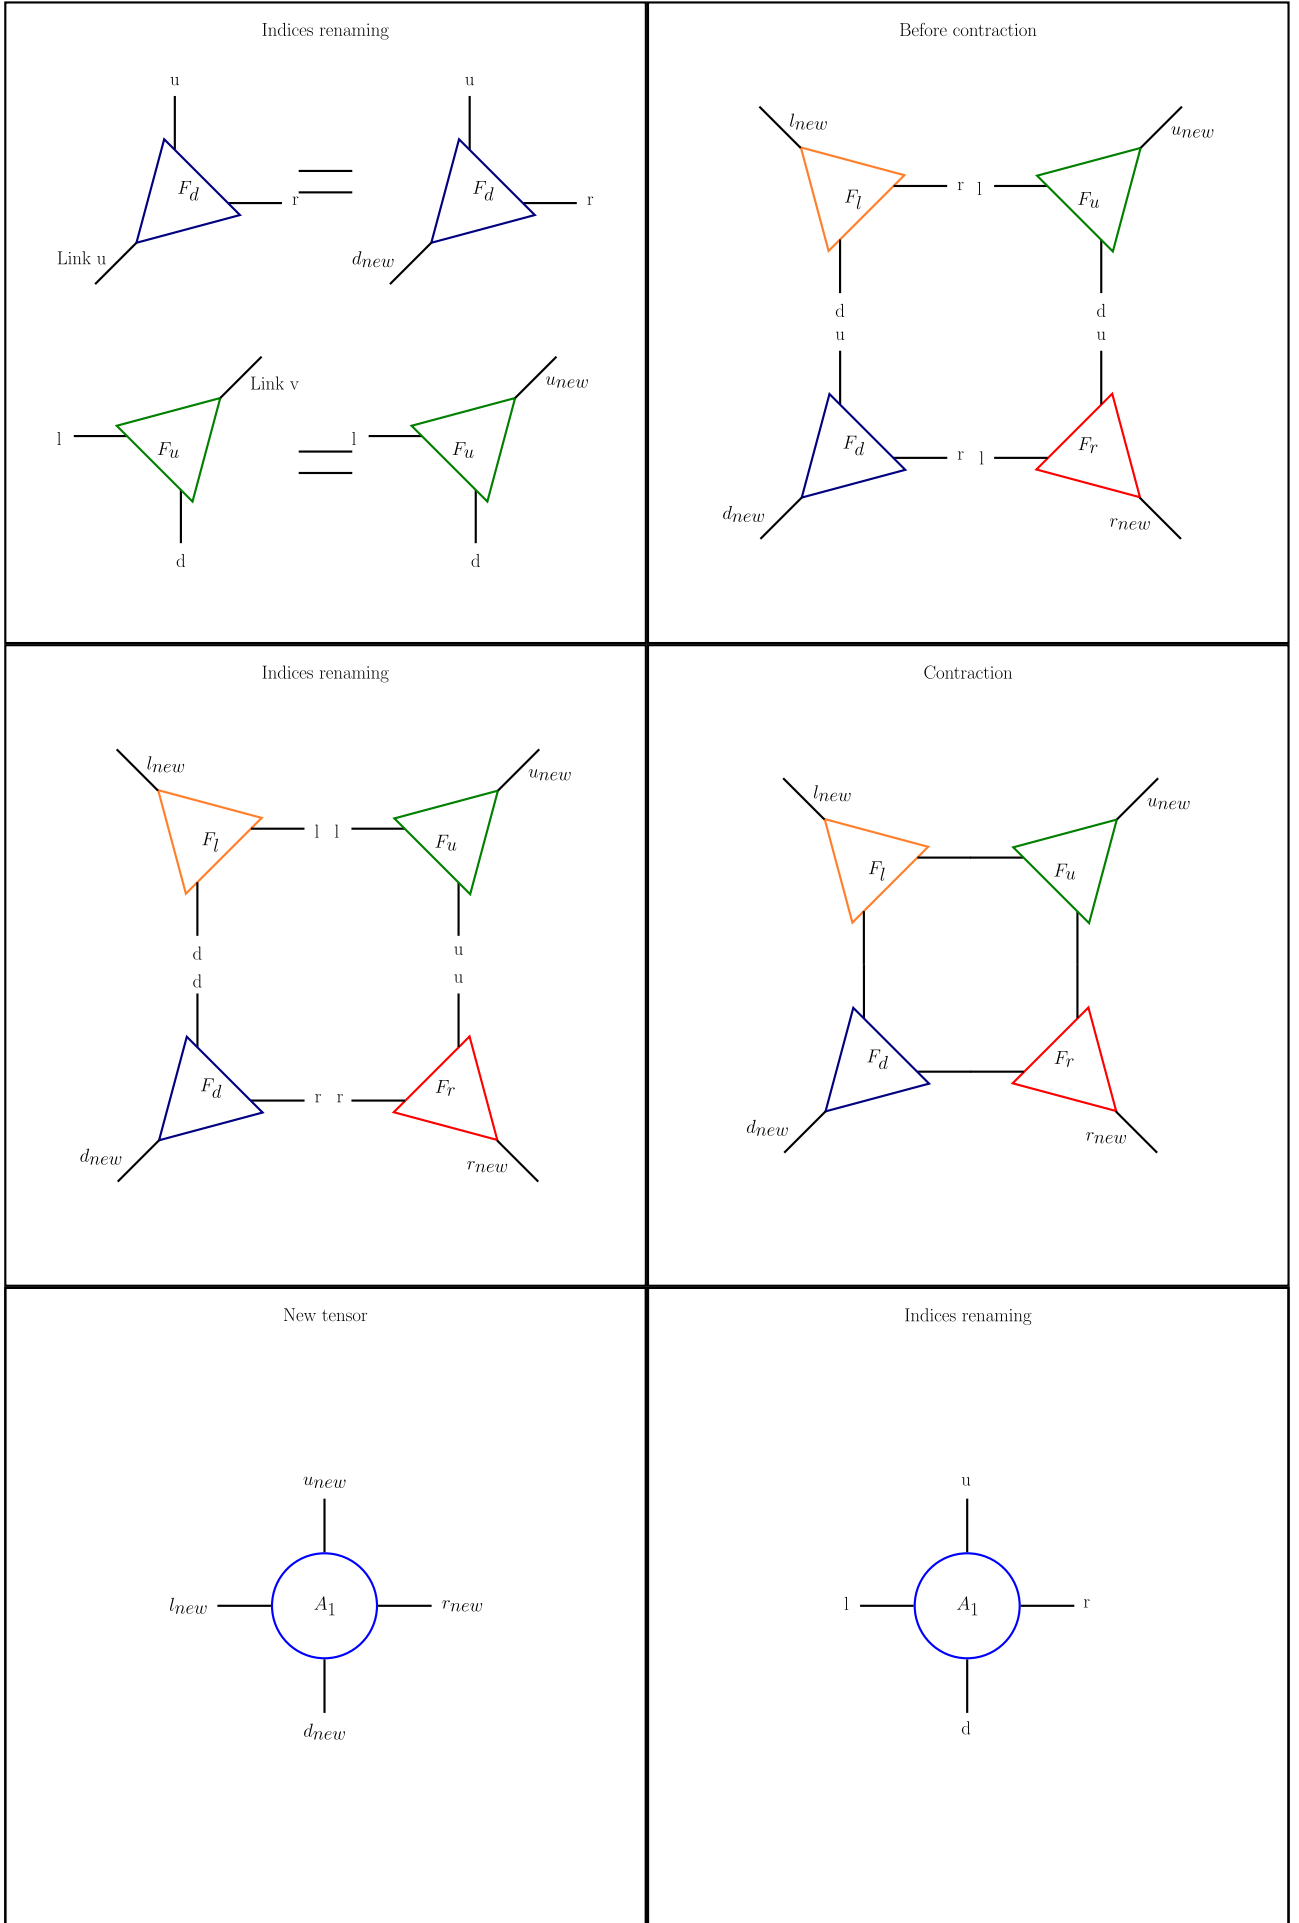 Indices renaming
u
u
F_d
r
F_d
r
Link u
d_new
Link v
u_new
l
F_u
l
F_u
d
d
Before contraction
l_new
u_new
F_l
r
l
F_u
d
d
u
u
F_d
r
l
F_r
d_new
r_new
Indices renaming
l_new
u_new
F_l
l
l
F_u
d
u
d
u
F_d
r
r
F_r
d_new
r_new
Contraction
l_new
u_new
F_l
F_u
F_d
F_r
d_new
r_new
New tensor
u_new
l_new
A_1
r_new
d_new
Indices renaming
u
l
A_1
r
d